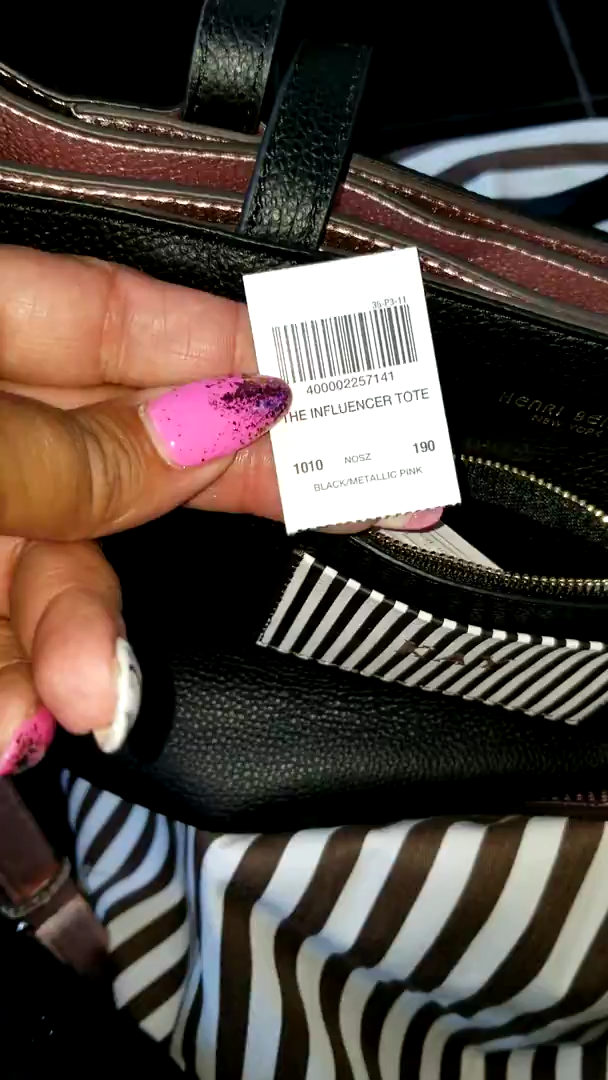 35-P3-11
400002257141
THE INFLUENCER TOTE
1010 NOSZ 190
BLACK/METALLIC PINK
HENRI BEN
NEW YORK